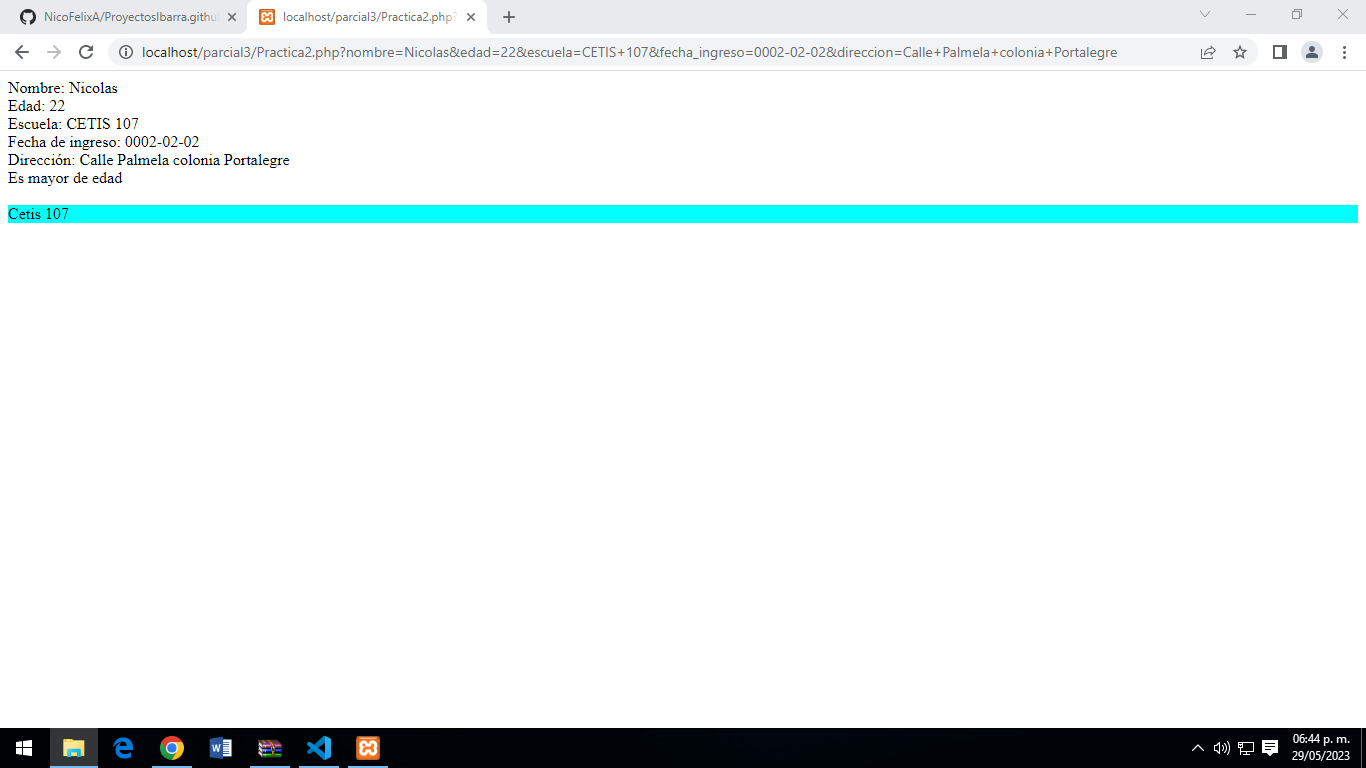 NicoFelixA/ProyectosIbarra.githu
localhost/parcial3/Practica2.php?
localhost/parcial3/Practica2.php?nombre=Nicolas&edad=22&escuela=CETIS+107&fecha_ingreso=0002-02-02&direccion=Calle+Palmela+colonia+Portalegre
Nombre: Nicolas
Edad: 22
Escuela: CETIS 107
Fecha de ingreso: 0002-02-02
Dirección: Calle Palmela colonia Portalegre
Es mayor de edad
Cetis 107
06:44 p. m.
29/05/2023